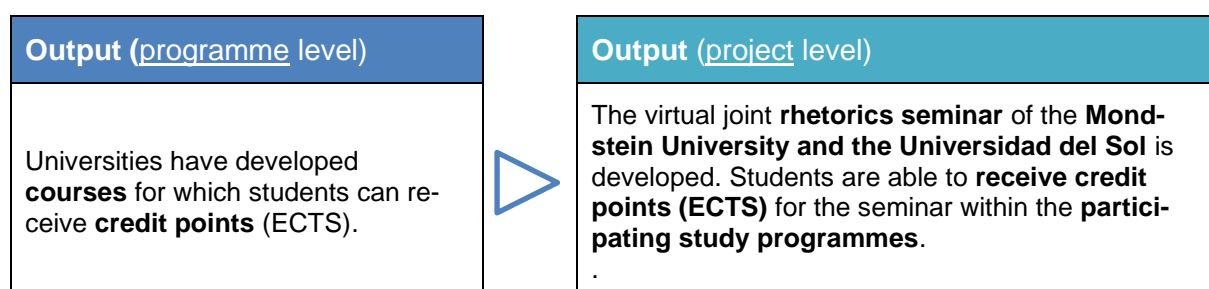 Output (programme level)
Universities have developed
courses for which students can re-
ceive credit points (ECTS).
Output (project level)
The virtual joint rhetorics seminar of the Mond-
stein University and the Universidad del Sol is
developed. Students are able to receive credit
points (ECTS) for the seminar within the partici-
pating study programmes.
.